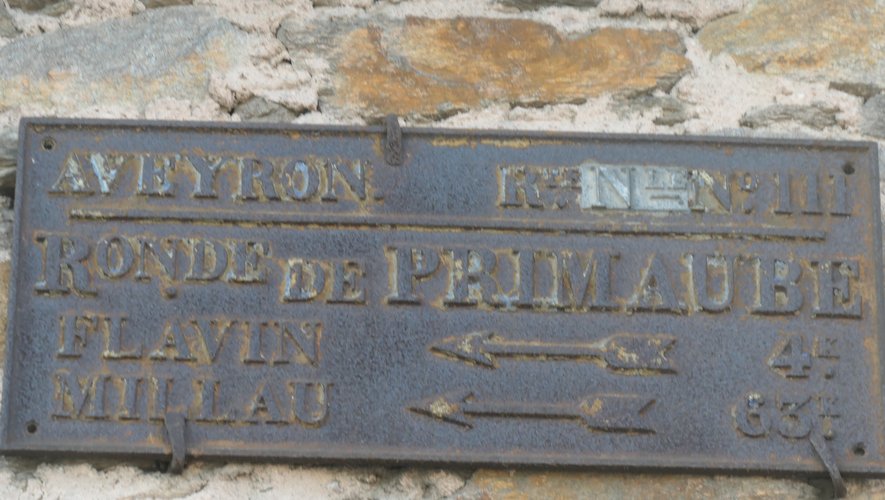 AVEYRON. RTE NLE No. 111
RONDE DE PRIMAUBE
FLAVIN 4K
MILLAU 63K